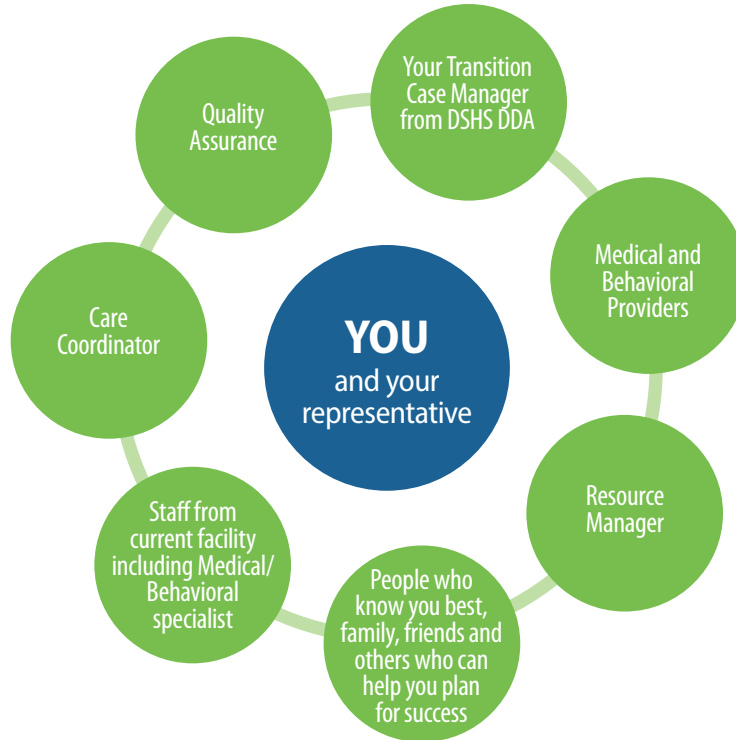 Your Transition
Case Manager
from DSHS DDA
Quality
Assurance
Medical and
Behavioral
Providers
Care
Coordinator
YOU
and your
representative
Resource
Manager
Staff from
current facility
including Medical/
Behavioral
specialist
People who
know you best,
family, friends and
others who can
help you plan
for success